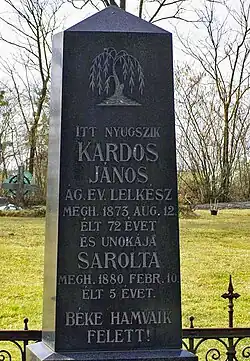 ITT NYUGSZIK
KARDOS
JÁNOS
ÁG. EV. LELKÉSZ
MEGH. 1873. AUG. 12.
ÉLT 72 ÉVET
ÉS UNOKÁJA
SAROLTA
MEGH. 1880 FEBR. 10.
ÉLT 5 ÉVET.
BÉKE HAMVAIK
FELETT!